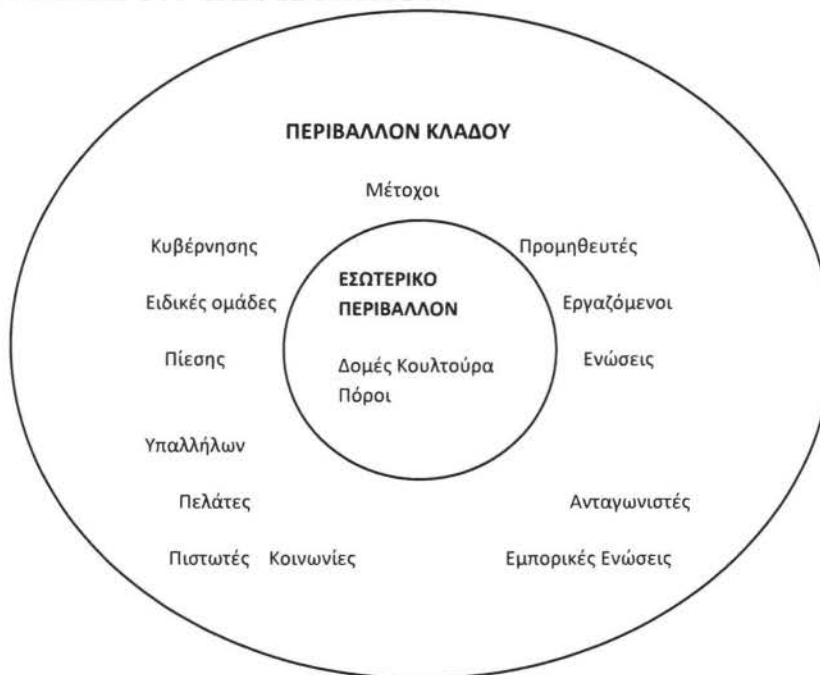 ΠΕΡΙΒΑΛΛΟΝ ΚΛΑΔΟΥ
Μέτοχοι
Κυβέρνησης
Προμηθευτές
ΕΣΩΤΕΡΙΚΟ
ΠΕΡΙΒΑΛΛΟΝ
Ειδικές ομάδες
Εργαζόμενοι
Πίεσης
Δομές Κουλτούρα
Πόροι
Ενώσεις
Υπαλλήλων
Πελάτες
Ανταγωνιστές
Πιστωτές Κοινωνίες
Εμπορικές Ενώσεις